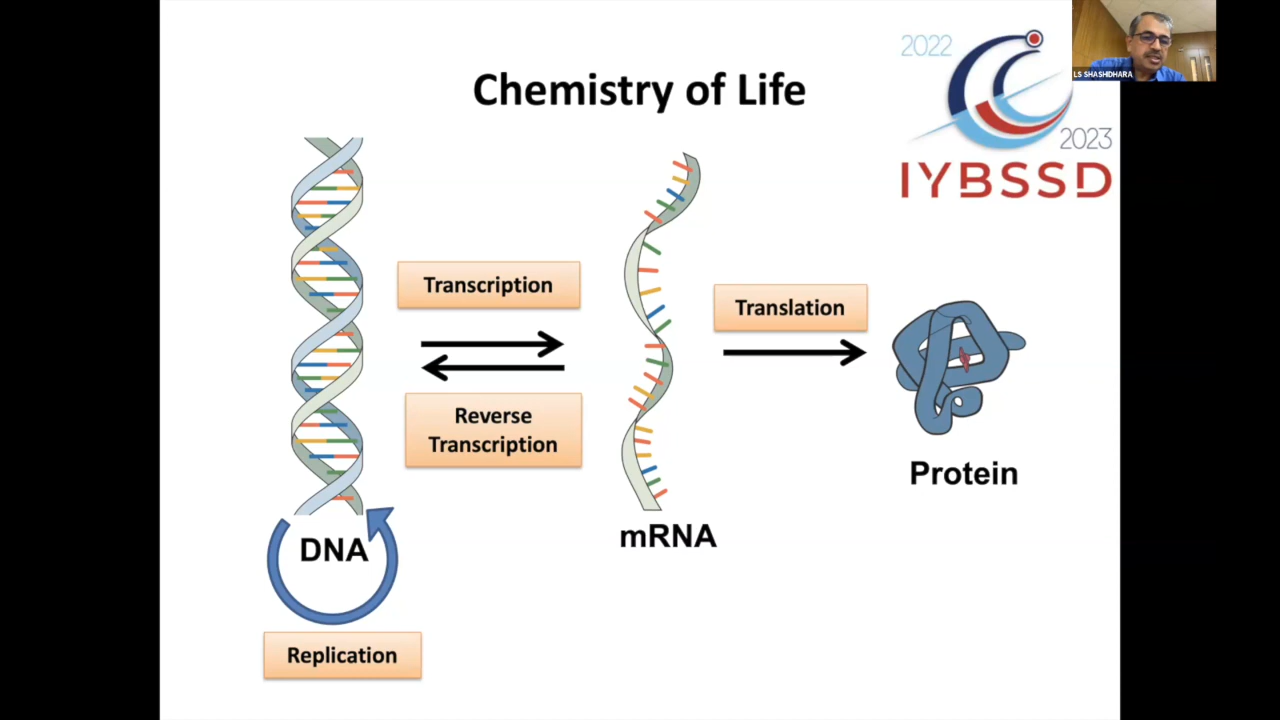 2022
LS SHASHIDHARA
Chemistry of Life
2023
IYBSSD
Transcription
Translation
Reverse
Transcription
Protein
mRNA
DNA
Replication